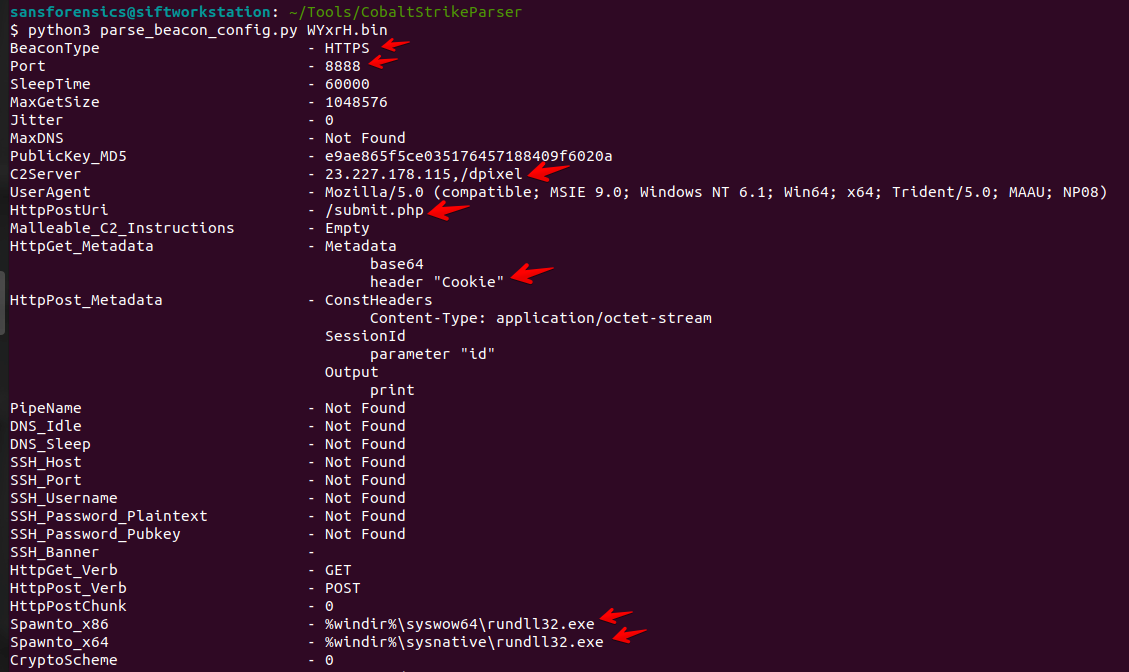 sansforensics@siftworkstation: ~/Tools/CobaltStrikeParser
$ python3 parse_beacon_config.py WYxrH.bin
BeaconType - HTTPS
Port - 8888
SleepTime - 60000
MaxGetSize - 1048576
Jitter - 0
MaxDNS - Not Found
PublicKey_MD5 - e9ae865f5ce035176457188409f6020a
C2Server - 23.227.178.115,/dpixel
UserAgent - Mozilla/5.0 (compatible; MSIE 9.0; Windows NT 6.1; Win64; x64; Trident/5.0; MAAU; NP08)
HttpPostUri - /submit.php
Malleable_C2_Instructions - Empty
HttpGet_Metadata - Metadata
base64
header "Cookie"
HttpPost_Metadata - ConstHeaders
Content-Type: application/octet-stream
SessionId
parameter "id"
Output
print
PipeName - Not Found
DNS_Idle - Not Found
DNS_Sleep - Not Found
SSH_Host - Not Found
SSH_Port - Not Found
SSH_Username - Not Found
SSH_Password_Plaintext - Not Found
SSH_Password_Pubkey - Not Found
SSH_Banner -
HttpGet_Verb - GET
HttpPost_Verb - POST
HttpPostChunk - 0
Spawnto_x86 - %windir%\syswow64\rundll32.exe
Spawnto_x64 - %windir%\sysnative\rundll32.exe
CryptoScheme - 0